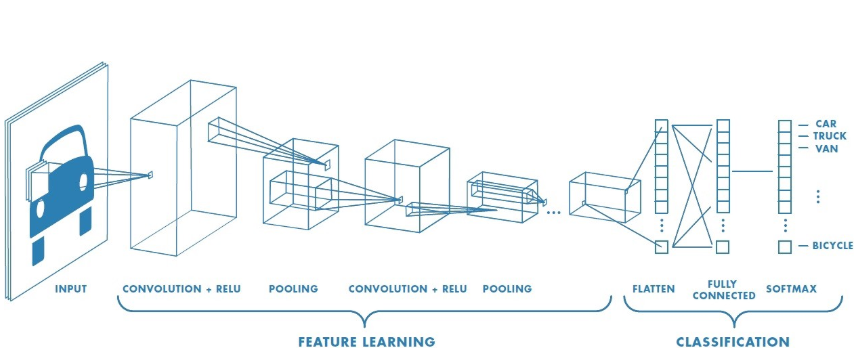 CAR
TRUCK
VAN
BICYCLE
INPUT
CONVOLUTION + RELU
POOLING
CONVOLUTION + RELU
POOLING
FLATTEN
FULLY
CONNECTED
SOFTMAX
FEATURE LEARNING
CLASSIFICATION